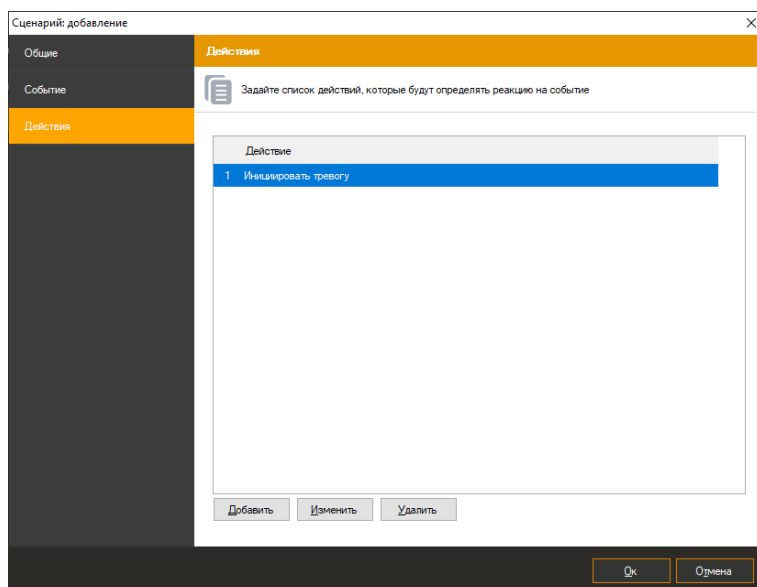 Сценарий: добавление
Общие
Событие
Действия
Действия
Задайте список действий, которые будут определять реакцию на событие
Действие
1 Инициировать тревогу
Добавить Изменить Удалить
Ок Отмена